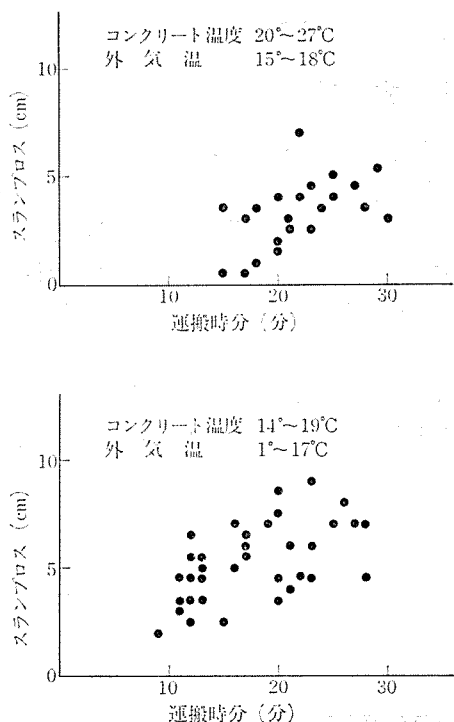 コンクリート温度 20°~27°C
外気温 15°~18°C
10
5
0
スランプロス (cm)
10
20
30
運搬時分 (分)
コンクリート温度 14°~19°C
外気温 1°~17°C
10
5
0
スランプロス (cm)
10
20
30
運搬時分 (分)